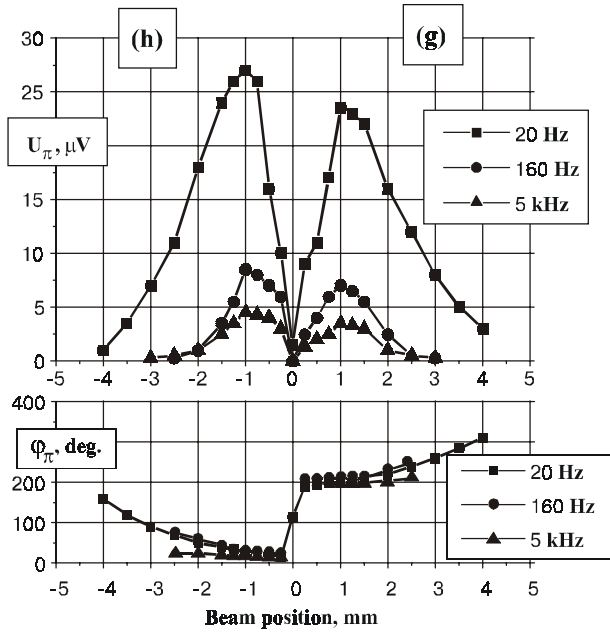 (h)
(g)
30
25
20
15
10
5
0
U_π, μV
20 Hz
160 Hz
5 kHz
-5 -4 -3 -2 -1 0 1 2 3 4 5
400
300
200
100
0
φ_π, deg.
20 Hz
160 Hz
5 kHz
-5 -4 -3 -2 -1 0 1 2 3 4 5
Beam position, mm